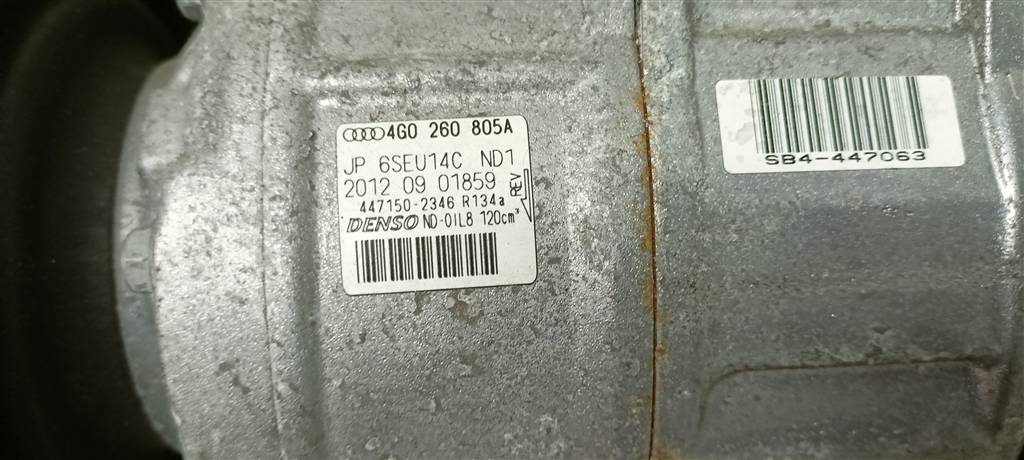 4G0 260 805A
JP 6SEU14C ND1
2012 09 01859
REV
447150-2346 R134a
DENSO ND-OIL8 120cm³
SB4-447063